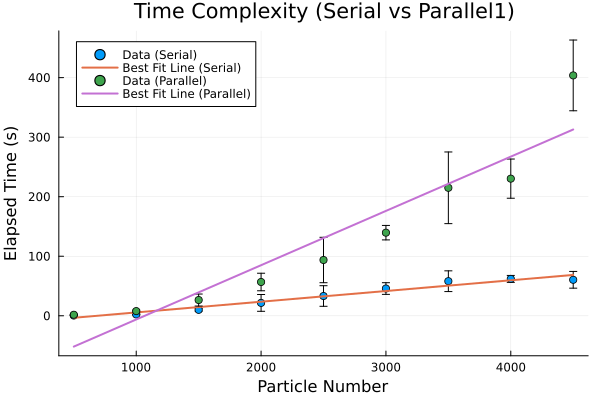 Time Complexity (Serial vs Parallel1)
Data (Serial)
Best Fit Line (Serial)
Data (Parallel)
Best Fit Line (Parallel)
Elapsed Time (s)
400
300
200
100
0
1000
2000
3000
4000
Particle Number